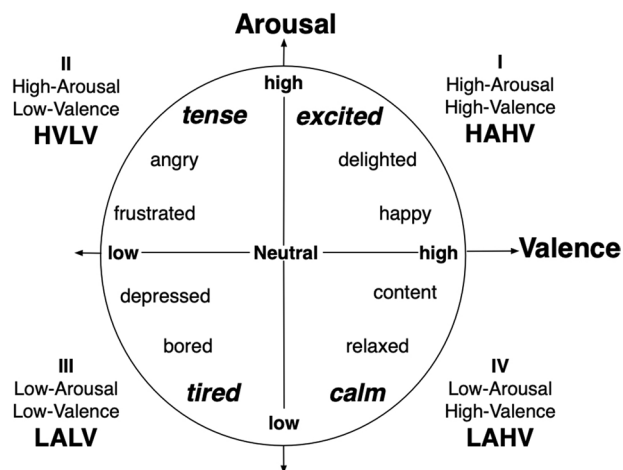 Arousal
II
High-Arousal
Low-Valence
HVLV
I
High-Arousal
High-Valence
HAHV
high
tense
excited
angry
delighted
frustrated
happy
low
Neutral
high
Valence
depressed
content
bored
relaxed
tired
calm
low
III
Low-Arousal
Low-Valence
LALV
IV
Low-Arousal
High-Valence
LAHV